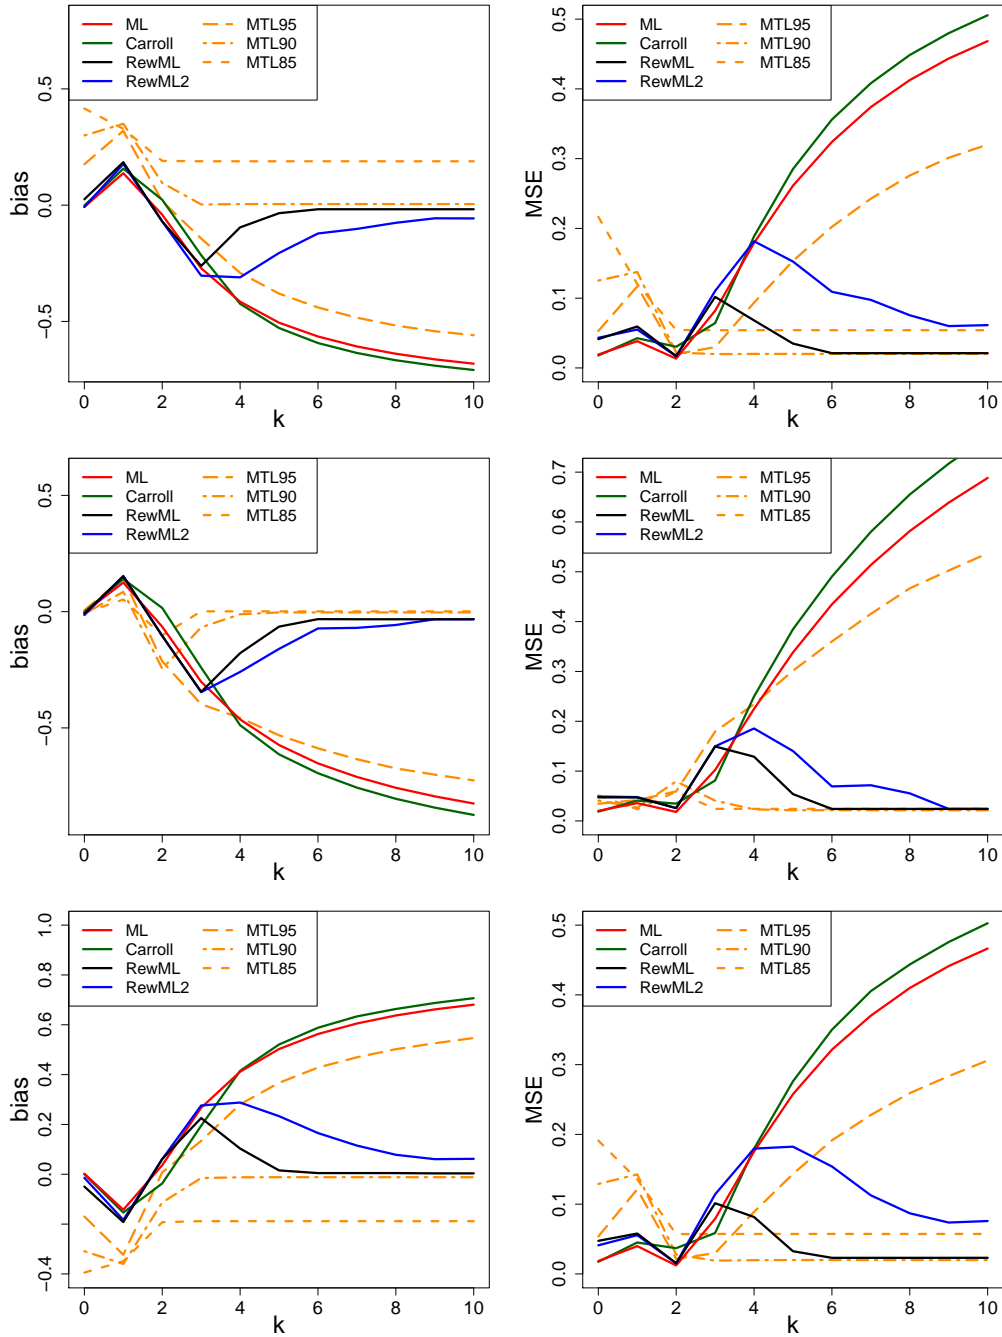 ML MTL95
Carroll MTL90
RewML MTL85
RewML2
bias
0.5
0.0
−0.5
0 2 4 6 8 10
k
ML MTL95
Carroll MTL90
RewML MTL85
RewML2
MSE
0.5
0.4
0.3
0.2
0.1
0.0
0 2 4 6 8 10
k
ML MTL95
Carroll MTL90
RewML MTL85
RewML2
bias
0.5
0.0
−0.5
0 2 4 6 8 10
k
ML MTL95
Carroll MTL90
RewML MTL85
RewML2
MSE
0.7
0.6
0.5
0.4
0.3
0.2
0.1
0.0
0 2 4 6 8 10
k
ML MTL95
Carroll MTL90
RewML MTL85
RewML2
bias
1.0
0.8
0.6
0.4
0.2
0.0
−0.4
0 2 4 6 8 10
k
ML MTL95
Carroll MTL90
RewML MTL85
RewML2
MSE
0.5
0.4
0.3
0.2
0.1
0.0
0 2 4 6 8 10
k